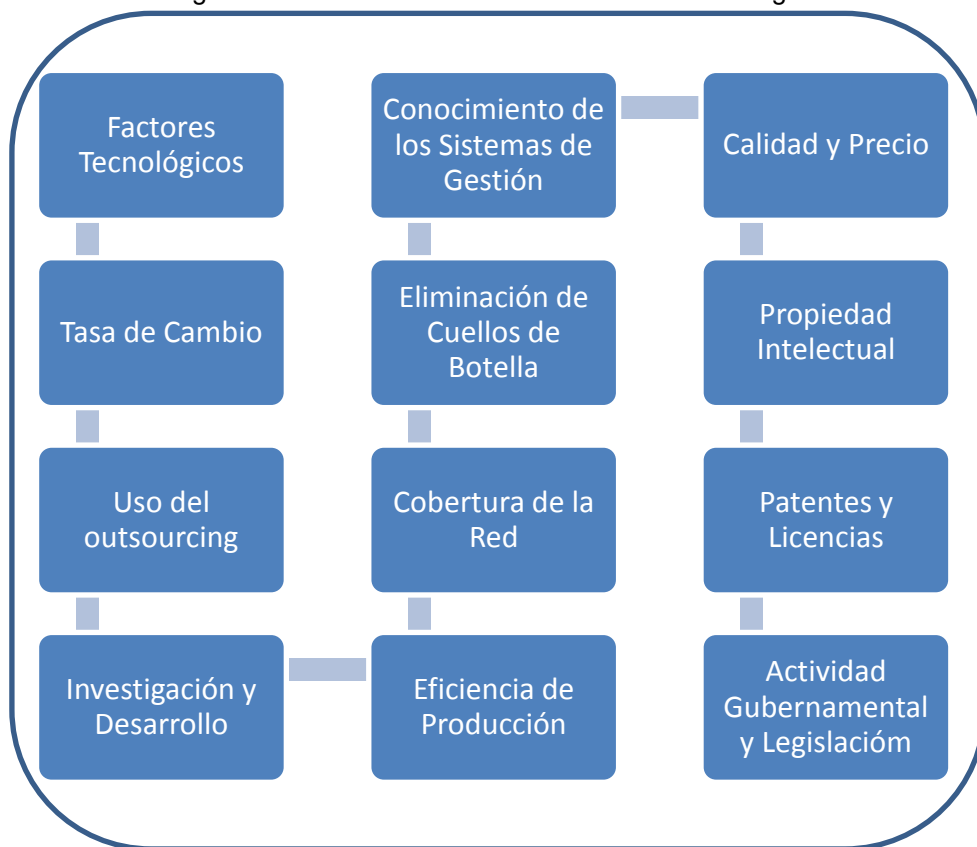 Factores
Tecnológicos
Tasa de Cambio
Uso del
outsourcing
Investigación y
Desarrollo
Eficiencia de
Producción
Cobertura de la
Red
Eliminación de
Cuellos de
Botella
Conocimiento de
los Sistemas de
Gestión
Calidad y Precio
Propiedad
Intelectual
Patentes y
Licencias
Actividad
Gubernamental
y Legislacióm